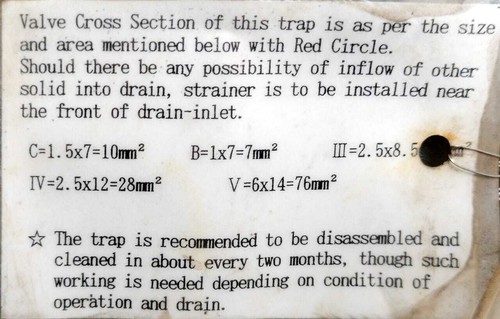 Valve Cross Section of this trap is as per the size
and area mentioned below with Red Circle.
Should there be any possibility of inflow of other
solid into drain, strainer is to be installed near
the front of drain-inlet.
C=1.5x7=10mm² B=1x7=7mm² Ⅲ=2.5x8.5
Ⅳ=2.5x12=28mm² Ⅴ=6x14=76mm²
☆ The trap is recommended to be disassembled and
cleaned in about every two months, though such
working is needed depending on condition of
operation and drain.